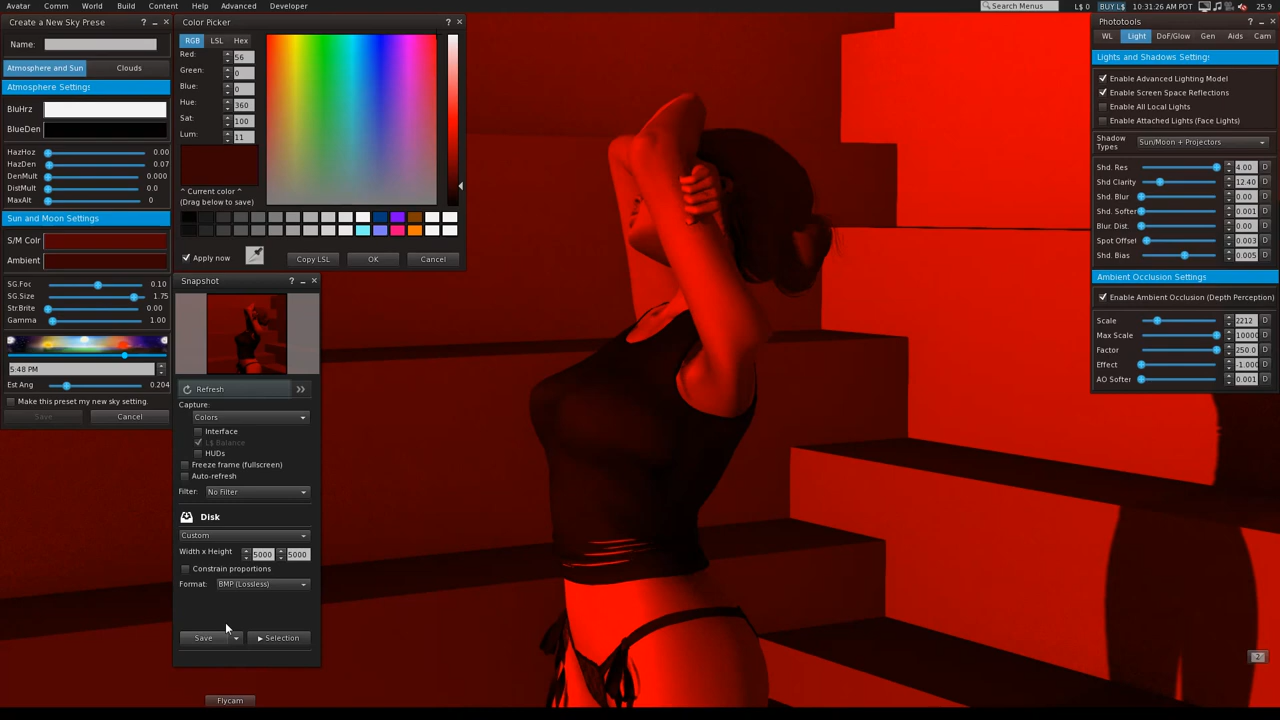 Avatar Comm World Build Content Help Advanced Developer
Search Menus L$ 0 BUY L$ 10:31:26 AM PDT 25.9
Create a New Sky Prese ? _ ×
Name:
Atmosphere and Sun Clouds
Atmosphere Settings
BluHrz
BlueDen
HazHoz 0.00
HazDen 0.07
DenMult 0.000
DistMult 0.0
MaxAlt 0
Sun and Moon Settings
S/M Colr
Ambient
SG.Foc 0.10
SG.Size 1.75
Str.Brite 0.00
Gamma 1.00
5:48 PM
Est Ang 0.204
Make this preset my new sky setting.
Save Cancel
Color Picker ? ×
RGB LSL Hex
Red: 56
Green: 0
Blue: 0
Hue: 360
Sat: 100
Lum: 11
^ Current color ^
(Drag below to save)
Apply now Copy LSL OK Cancel
Snapshot ? _ ×
Refresh »
Capture:
Colors
Interface
L$ Balance
HUDs
Freeze frame (fullscreen)
Auto-refresh
Filter: No Filter
Disk
Custom
Width x Height 5000 5000
Constrain proportions
Format: BMP (Lossless)
Save Selection
Flycam
Phototools ? _ ×
WL Light DoF/Glow Gen Aids Cam
Lights and Shadows Settings
Enable Advanced Lighting Model
Enable Screen Space Reflections
Enable All Local Lights
Enable Attached Lights (Face Lights)
Shadow Types Sun/Moon + Projectors
Shd. Res 4.00 D
Shd Clarity 12.40 D
Shd. Blur 0.00 D
Shd. Softer 0.001 D
Blur. Dist. 0.00 D
Spot Offset 0.003 D
Shd. Bias 0.005 D
Ambient Occlusion Settings
Enable Ambient Occlusion (Depth Perception)
Scale 2212 D
Max Scale 10000 D
Factor 250.0 D
Effect -1.000 D
AO Softer 0.001 D